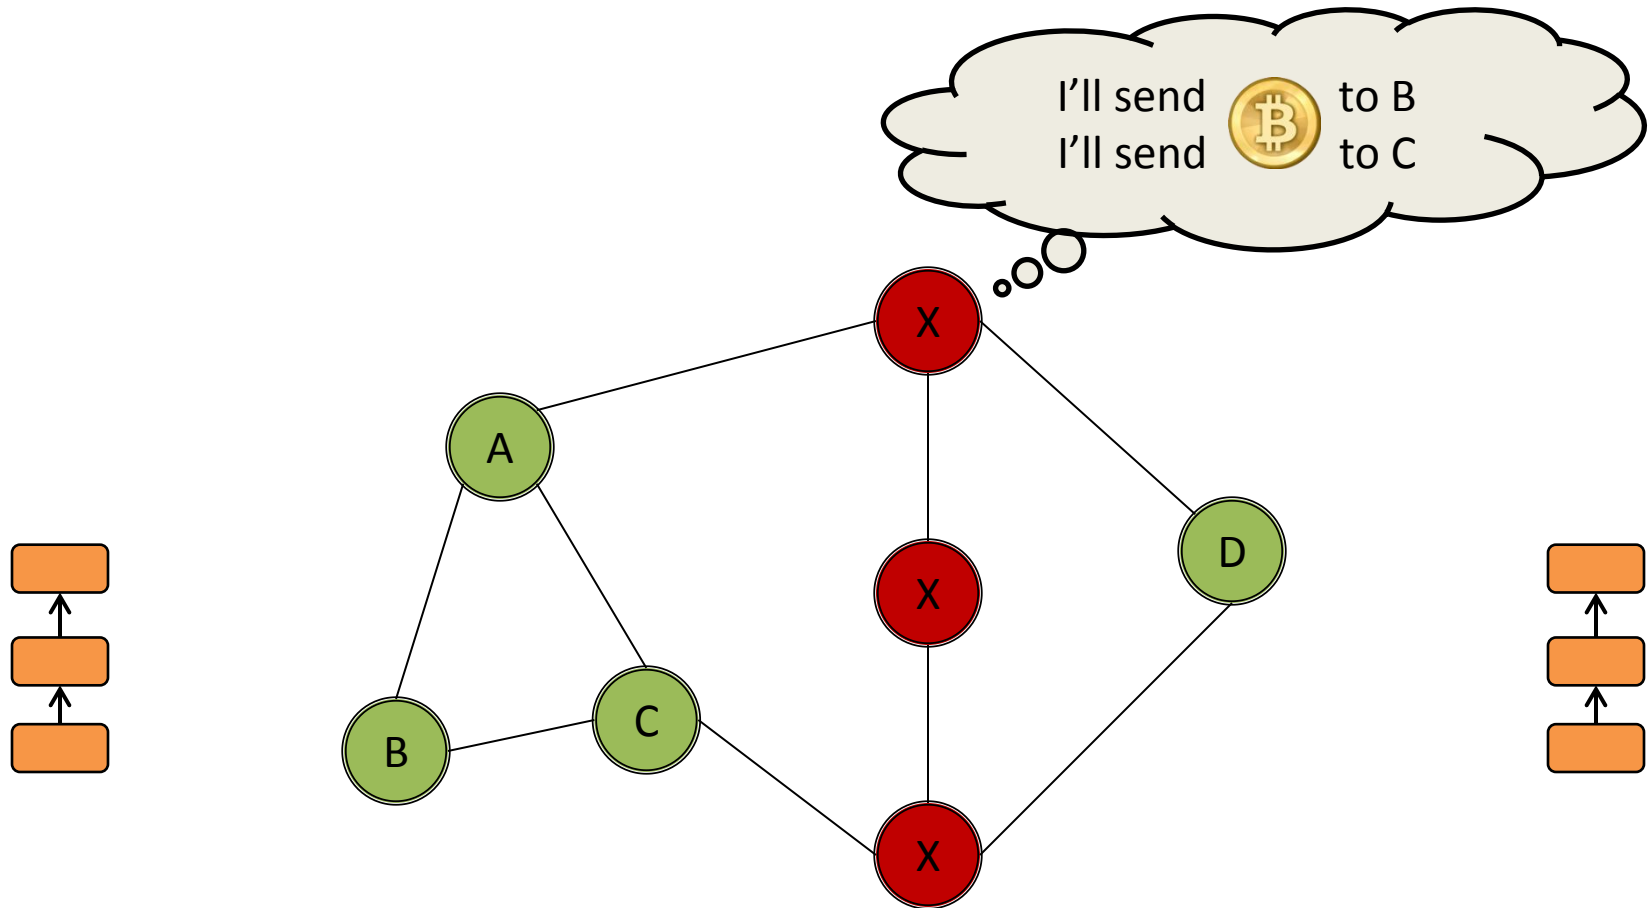 I’ll send ₿ to B
I’ll send to C
X
A
D
X
C
B
X